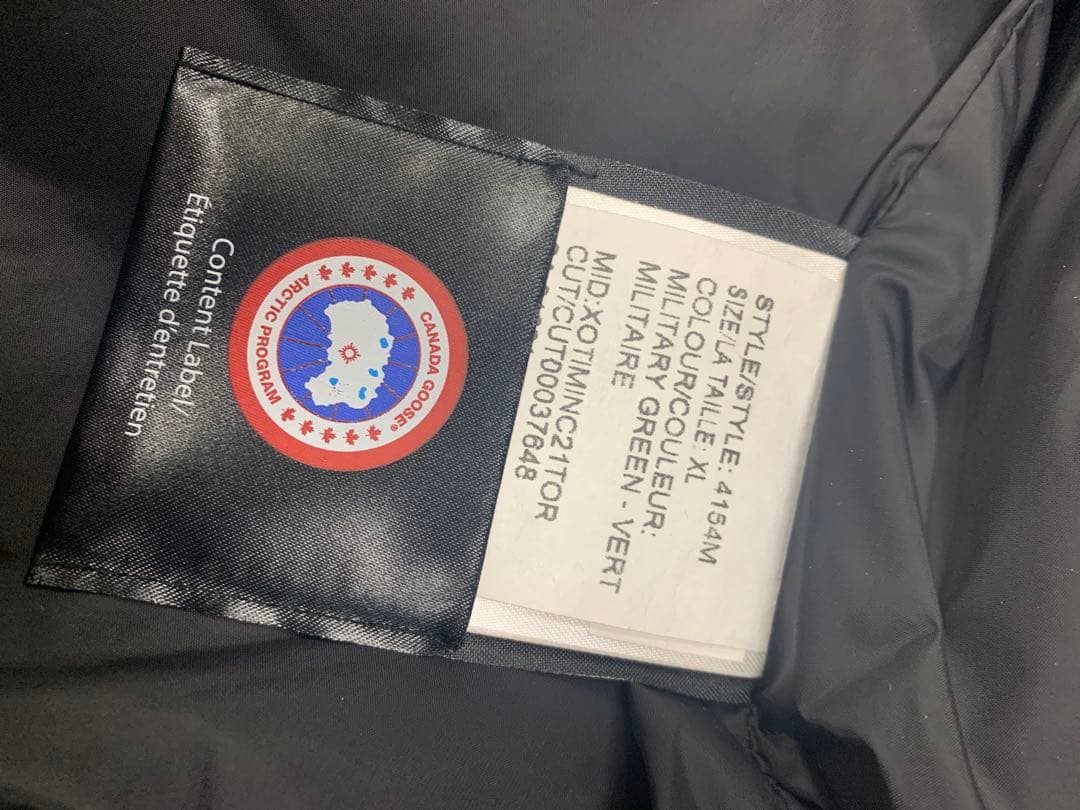 STYLE/STYLE: 4154M
SIZE/LA TAILLE: XL
COLOUR/COULEUR:
MILITARY GREEN - VERT
MILITAIRE
MID:XOTIMINC21TOR
CUT/CUT000037648
CANADA GOOSE®
ARCTIC PROGRAM
Content Label/
Étiquette d'entretien